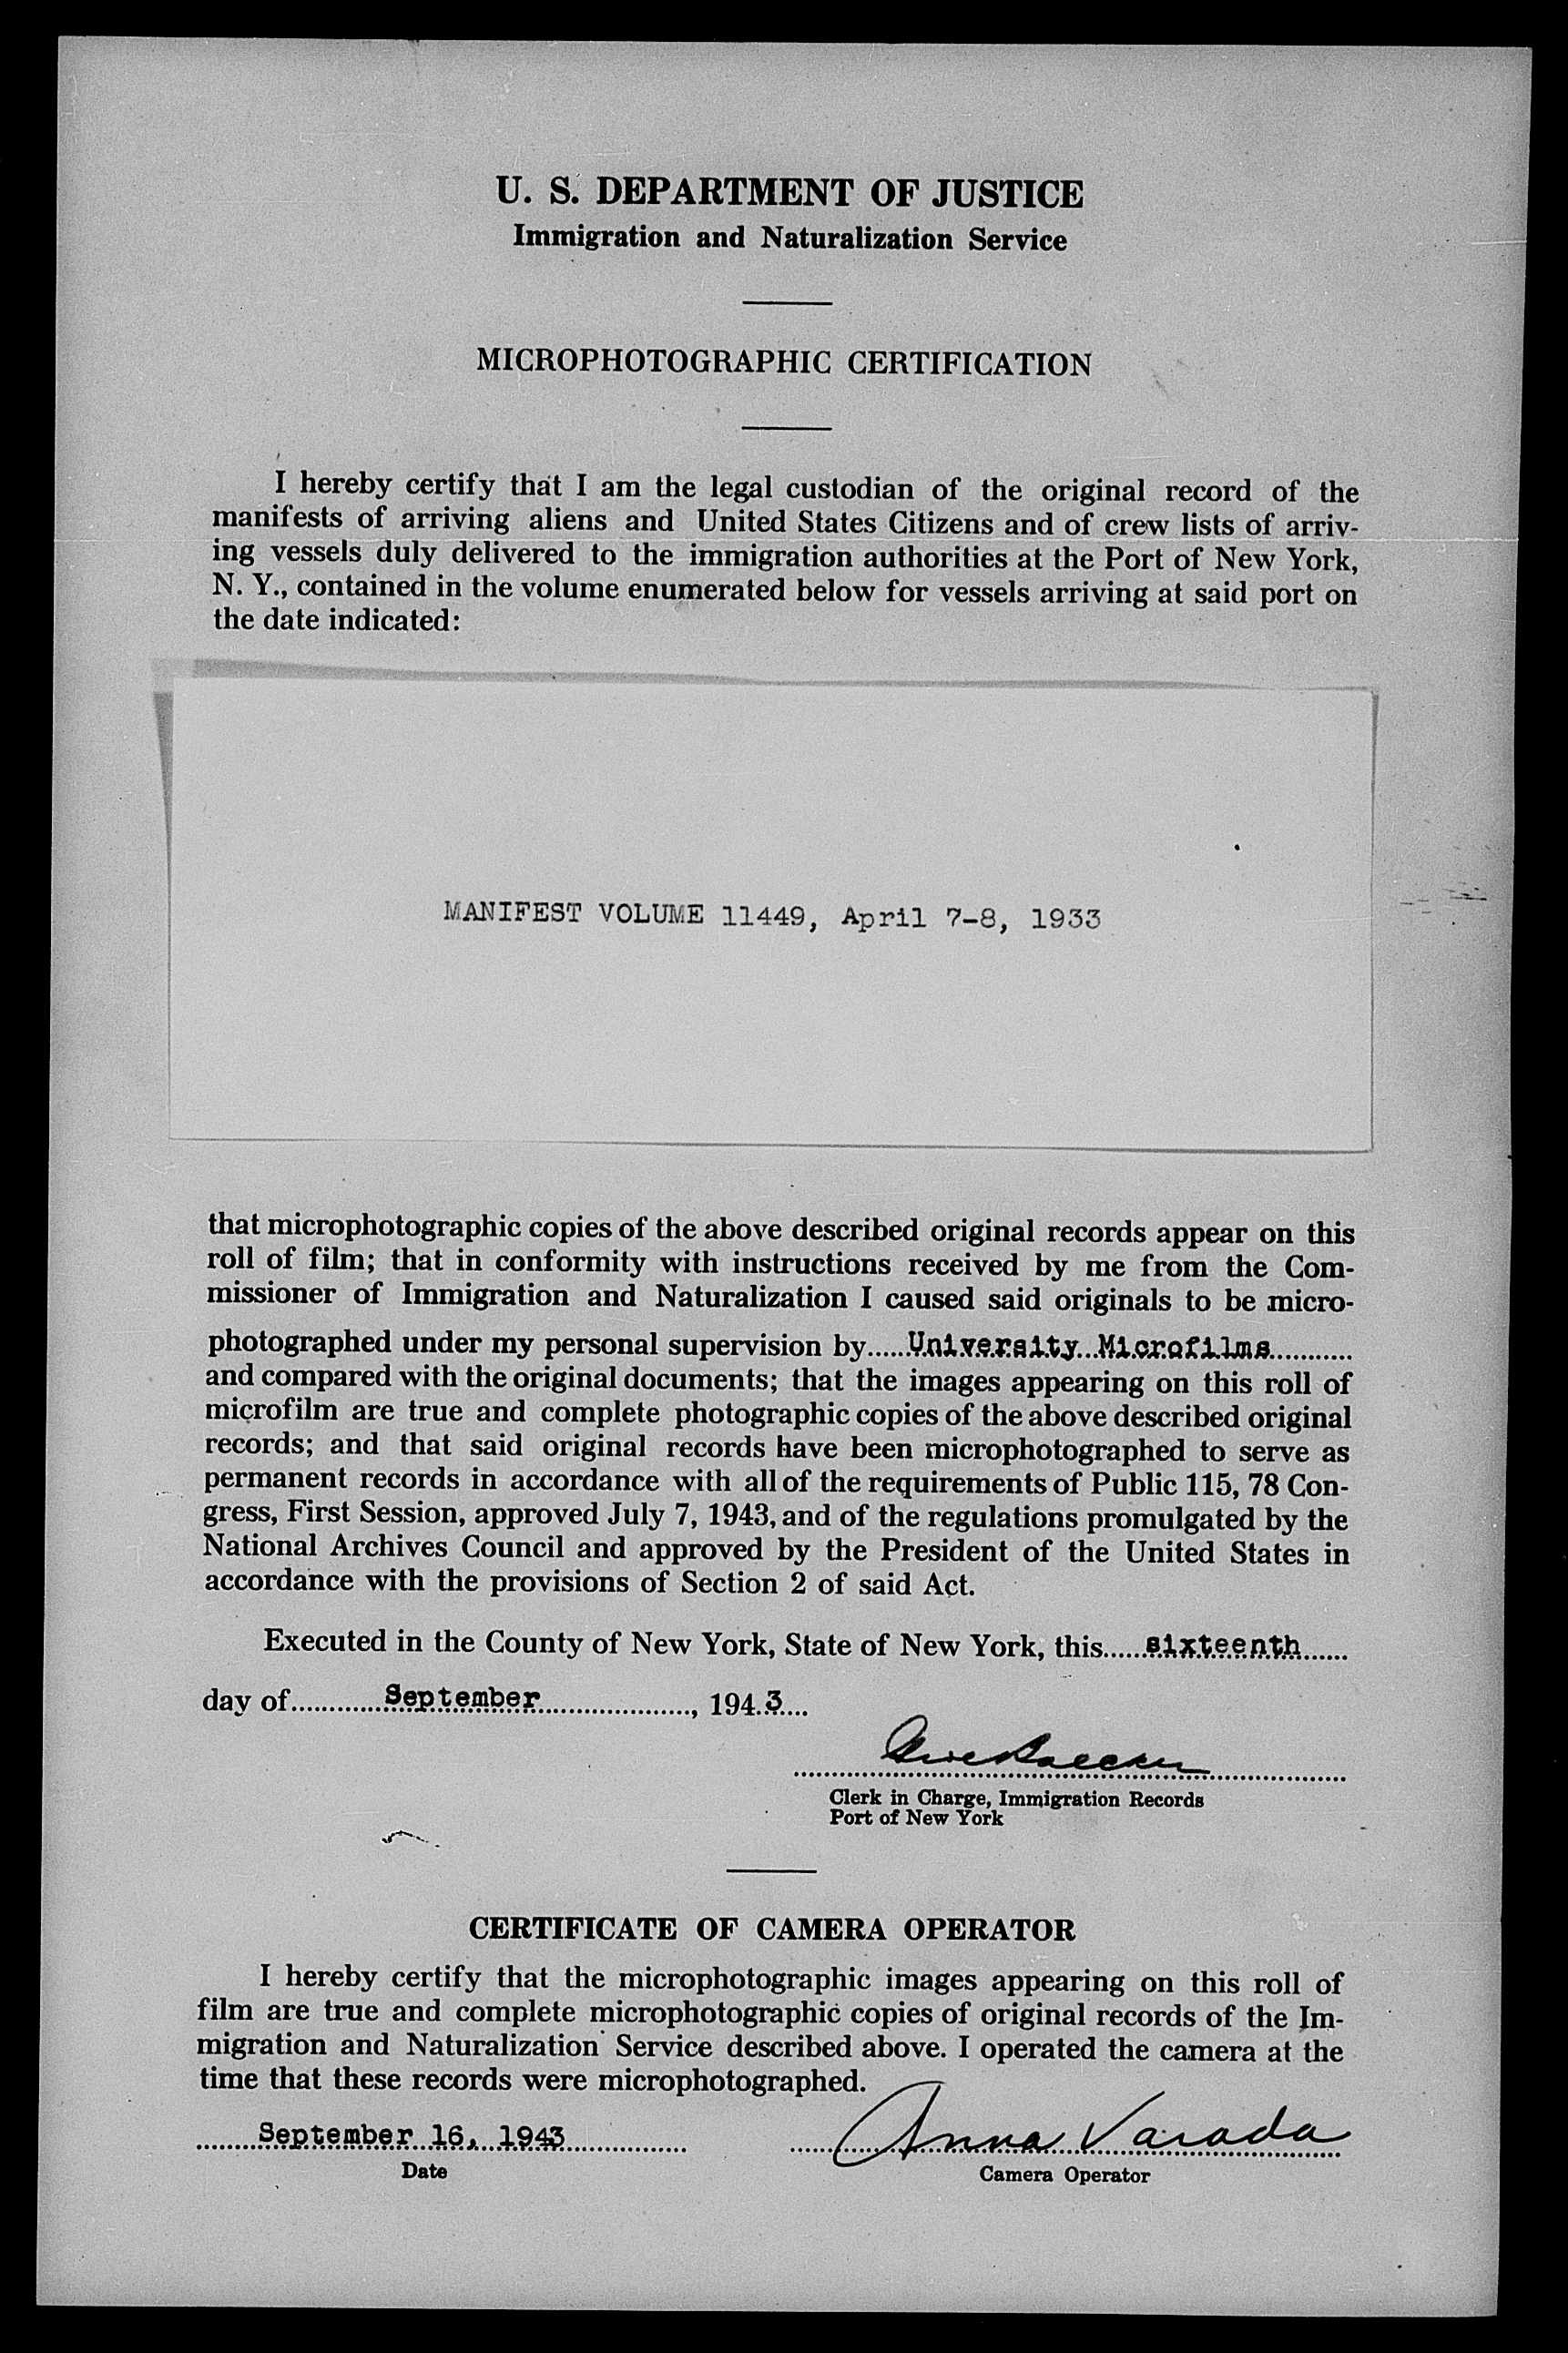 U. S. DEPARTMENT OF JUSTICE
Immigration and Naturalization Service
MICROPHOTOGRAPHIC CERTIFICATION
I hereby certify that I am the legal custodian of the original record of the
manifests of arriving aliens and United States Citizens and of crew lists of arriv-
ing vessels duly delivered to the immigration authorities at the Port of New York,
N. Y., contained in the volume enumerated below for vessels arriving at said port on
the date indicated:
MANIFEST VOLUME 11449, April 7-8, 1933
that microphotographic copies of the above described original records appear on this
roll of film; that in conformity with instructions received by me from the Com-
missioner of Immigration and Naturalization I caused said originals to be micro-
photographed under my personal supervision by.....University Microfilms...........
and compared with the original documents; that the images appearing on this roll of
microfilm are true and complete photographic copies of the above described original
records; and that said original records have been microphotographed to serve as
permanent records in accordance with all of the requirements of Public 115, 78 Con-
gress, First Session, approved July 7, 1943, and of the regulations promulgated by the
National Archives Council and approved by the President of the United States in
accordance with the provisions of Section 2 of said Act.
Executed in the County of New York, State of New York, this.....sixteenth......
day of............September...................., 194..3....
Clerk in Charge, Immigration Records
Port of New York
CERTIFICATE OF CAMERA OPERATOR
I hereby certify that the microphotographic images appearing on this roll of
film are true and complete microphotographic copies of original records of the Im-
migration and Naturalization Service described above. I operated the camera at the
time that these records were microphotographed.
September 16, 1943
Anna Varada
Date
Camera Operator